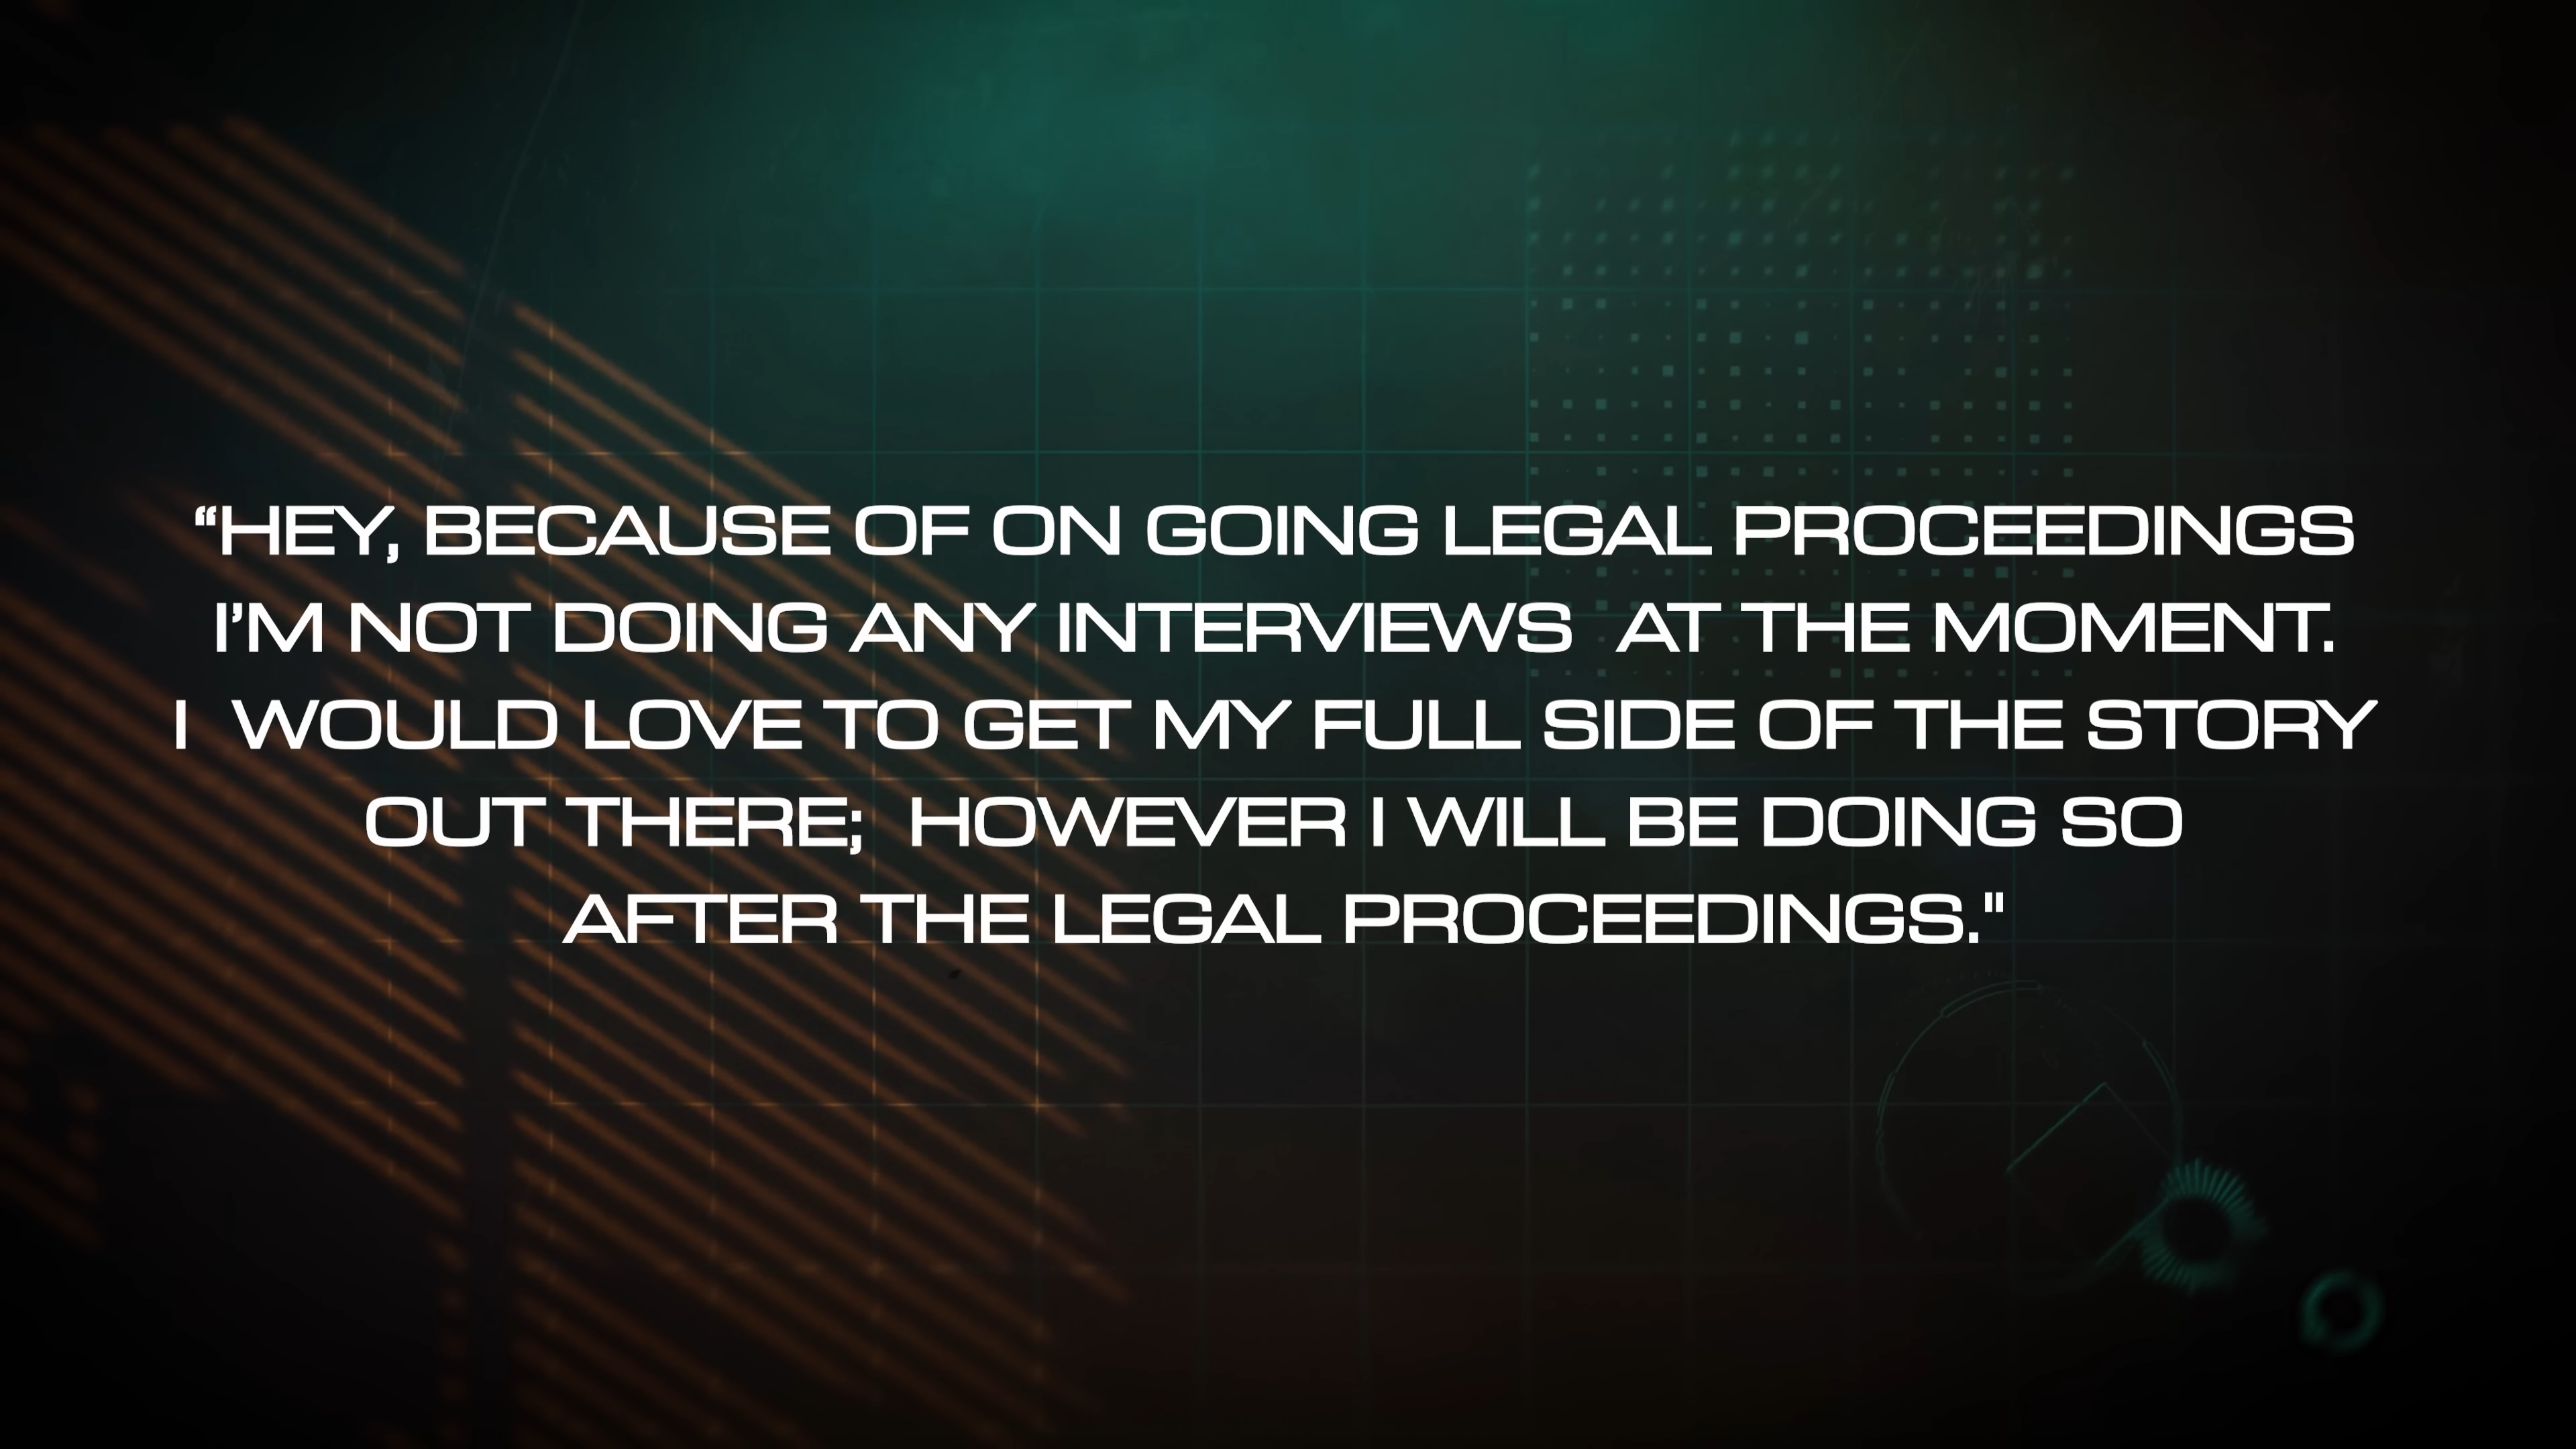 “HEY, BECAUSE OF ON GOING LEGAL PROCEEDINGS
I’M NOT DOING ANY INTERVIEWS  AT THE MOMENT.
I  WOULD LOVE TO GET MY FULL SIDE OF THE STORY
OUT THERE;  HOWEVER I WILL BE DOING SO
AFTER THE LEGAL PROCEEDINGS."